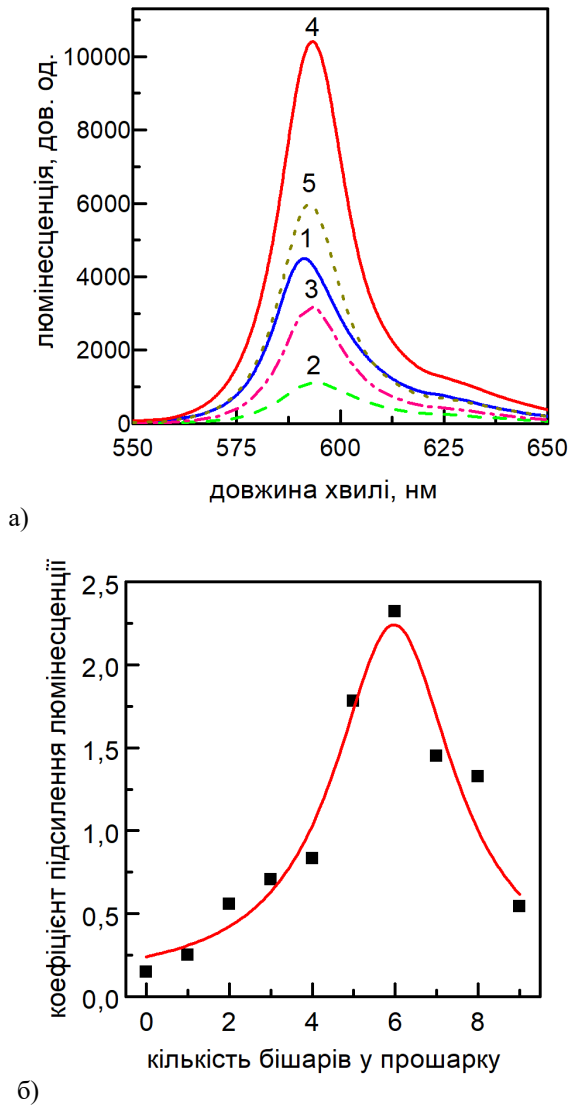 4
10000
8000
5
6000
1
4000
3
2000
2
0
550 575 600 625 650
люмінесценція, дов. од.
довжина хвилі, нм
а)
2,5
2,0
1,5
1,0
0,5
0,0
0 2 4 6 8
коефіцієнт підсилення люмінесценції
кількість бішарів у прошарку
б)